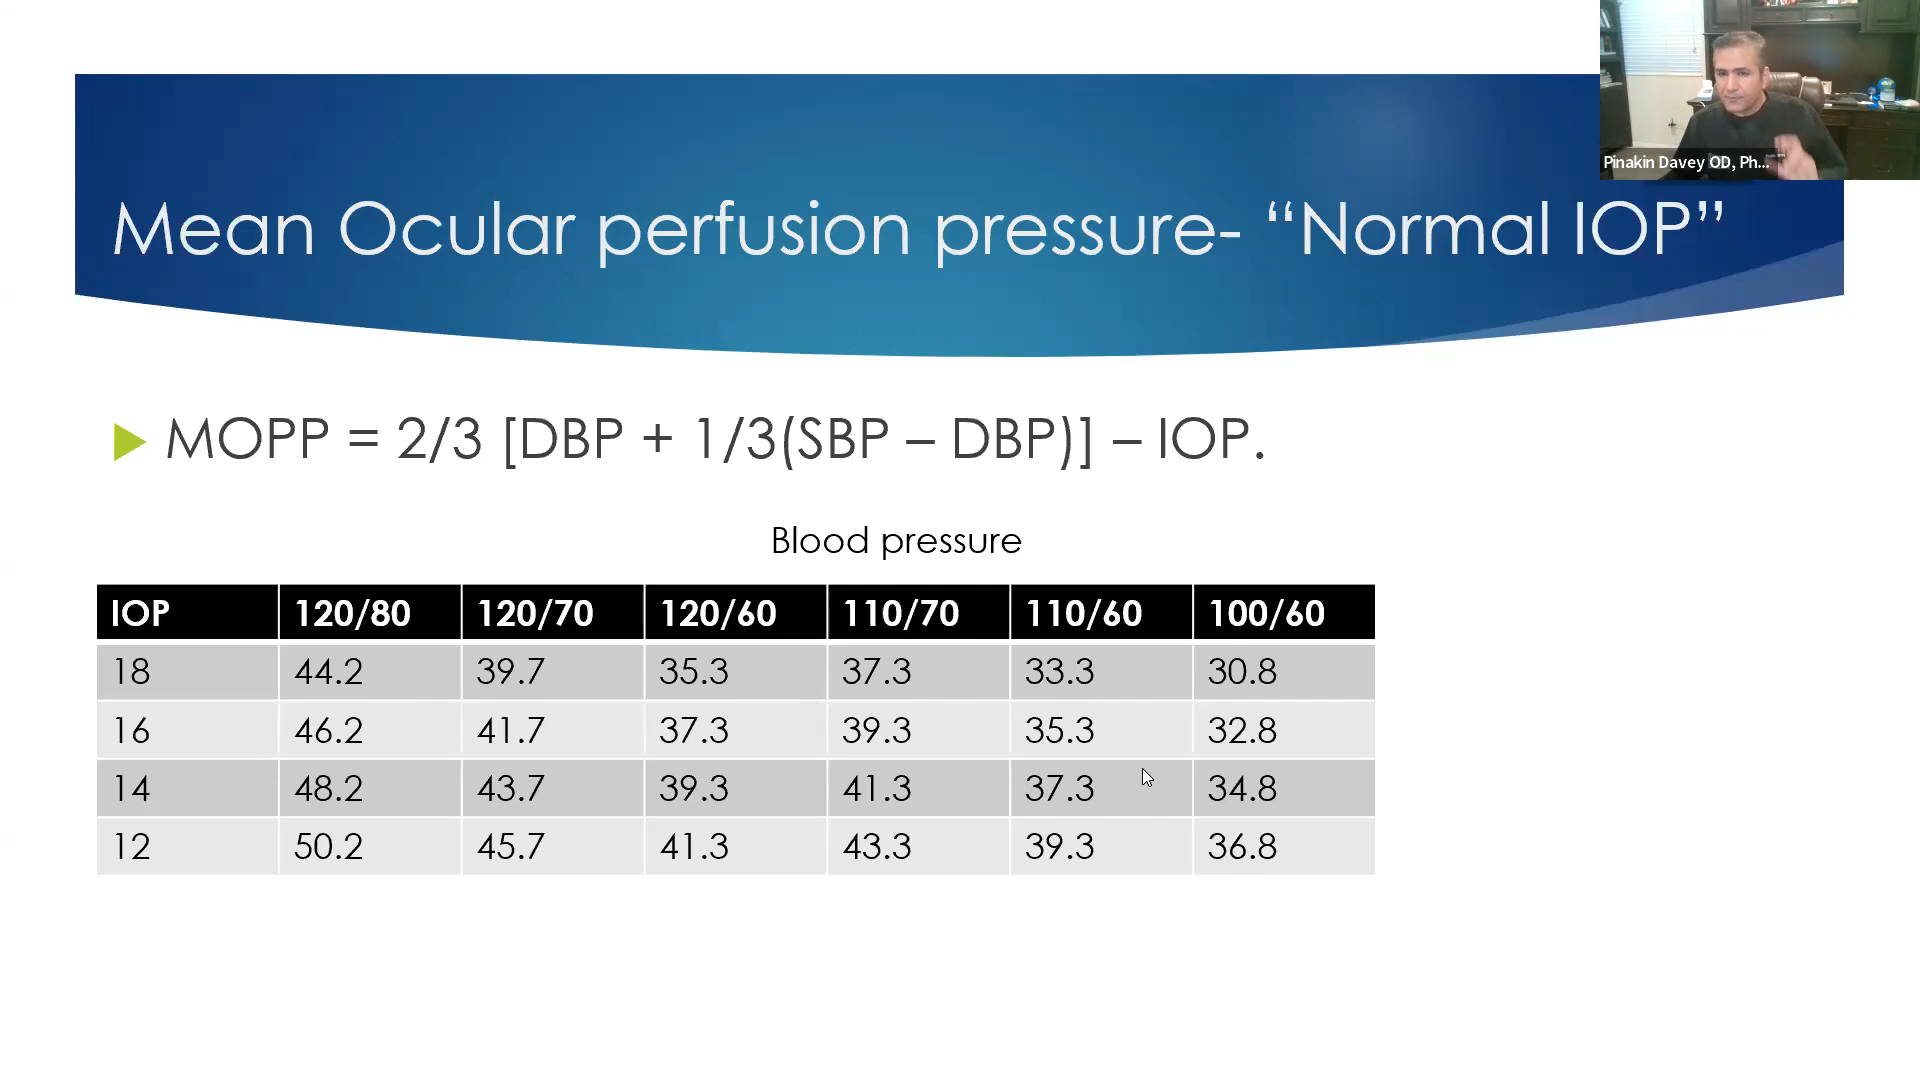 Pinakin Davey OD, Ph...
Mean Ocular perfusion pressure- “Normal IOP”
MOPP = 2/3 [DBP + 1/3(SBP – DBP)] – IOP.
Blood pressure
IOP 120/80 120/70 120/60 110/70 110/60 100/60
18 44.2 39.7 35.3 37.3 33.3 30.8
16 46.2 41.7 37.3 39.3 35.3 32.8
14 48.2 43.7 39.3 41.3 37.3 34.8
12 50.2 45.7 41.3 43.3 39.3 36.8